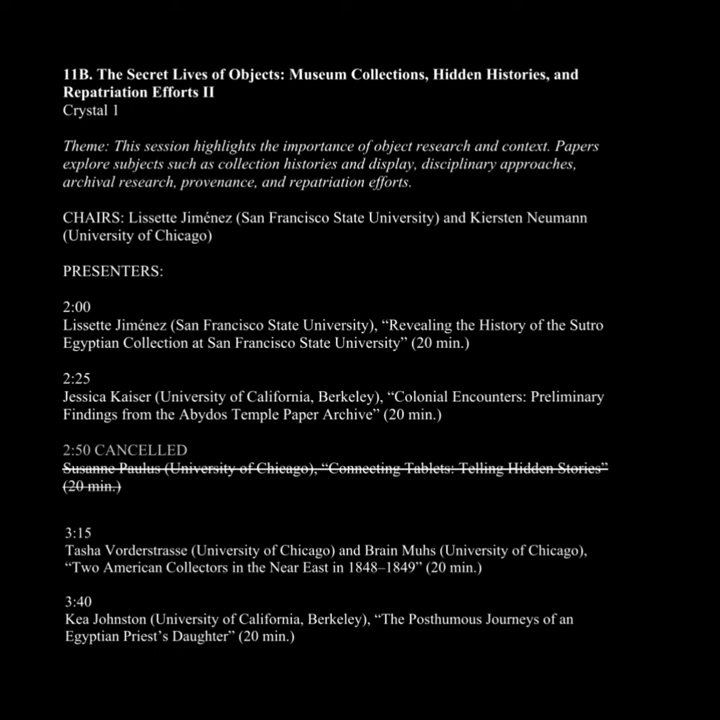 11B. The Secret Lives of Objects: Museum Collections, Hidden Histories, and
Repatriation Efforts II
Crystal 1
Theme: This session highlights the importance of object research and context. Papers
explore subjects such as collection histories and display, disciplinary approaches,
archival research, provenance, and repatriation efforts.
CHAIRS: Lissette Jiménez (San Francisco State University) and Kiersten Neumann
(University of Chicago)
PRESENTERS:
2:00
Lissette Jiménez (San Francisco State University), “Revealing the History of the Sutro
Egyptian Collection at San Francisco State University” (20 min.)
2:25
Jessica Kaiser (University of California, Berkeley), “Colonial Encounters: Preliminary
Findings from the Abydos Temple Paper Archive” (20 min.)
2:50 CANCELLED
Susanne Paulus (University of Chicago), “Connecting Tablets: Telling Hidden Stories”
(20 min.)
3:15
Tasha Vorderstrasse (University of Chicago) and Brain Muhs (University of Chicago),
“Two American Collectors in the Near East in 1848–1849” (20 min.)
3:40
Kea Johnston (University of California, Berkeley), “The Posthumous Journeys of an
Egyptian Priest’s Daughter” (20 min.)